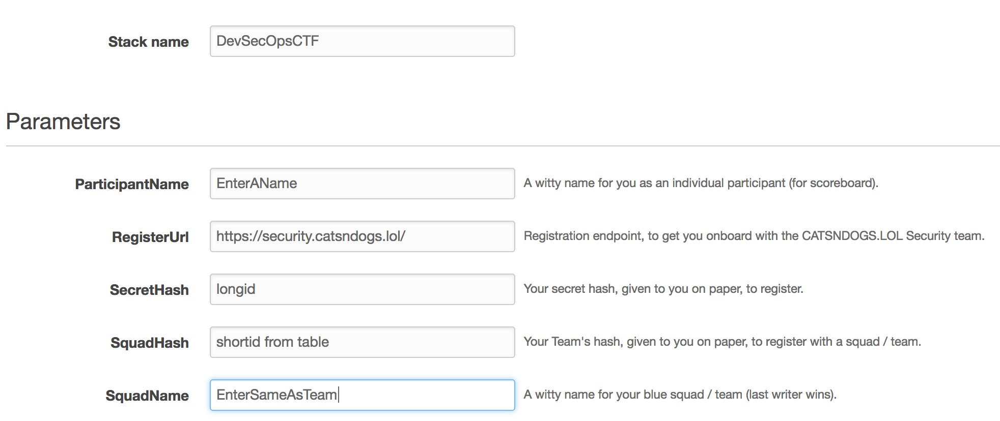 Stack name DevSecOpsCTF
Parameters
ParticipantName EnterAName A witty name for you as an individual participant (for scoreboard).
RegisterUrl https://security.catsndogs.lol/ Registration endpoint, to get you onboard with the CATSNDOGS.LOL Security team.
SecretHash longid Your secret hash, given to you on paper, to register.
SquadHash shortid from table Your Team's hash, given to you on paper, to register with a squad / team.
SquadName EnterSameAsTeam A witty name for your blue squad / team (last writer wins).